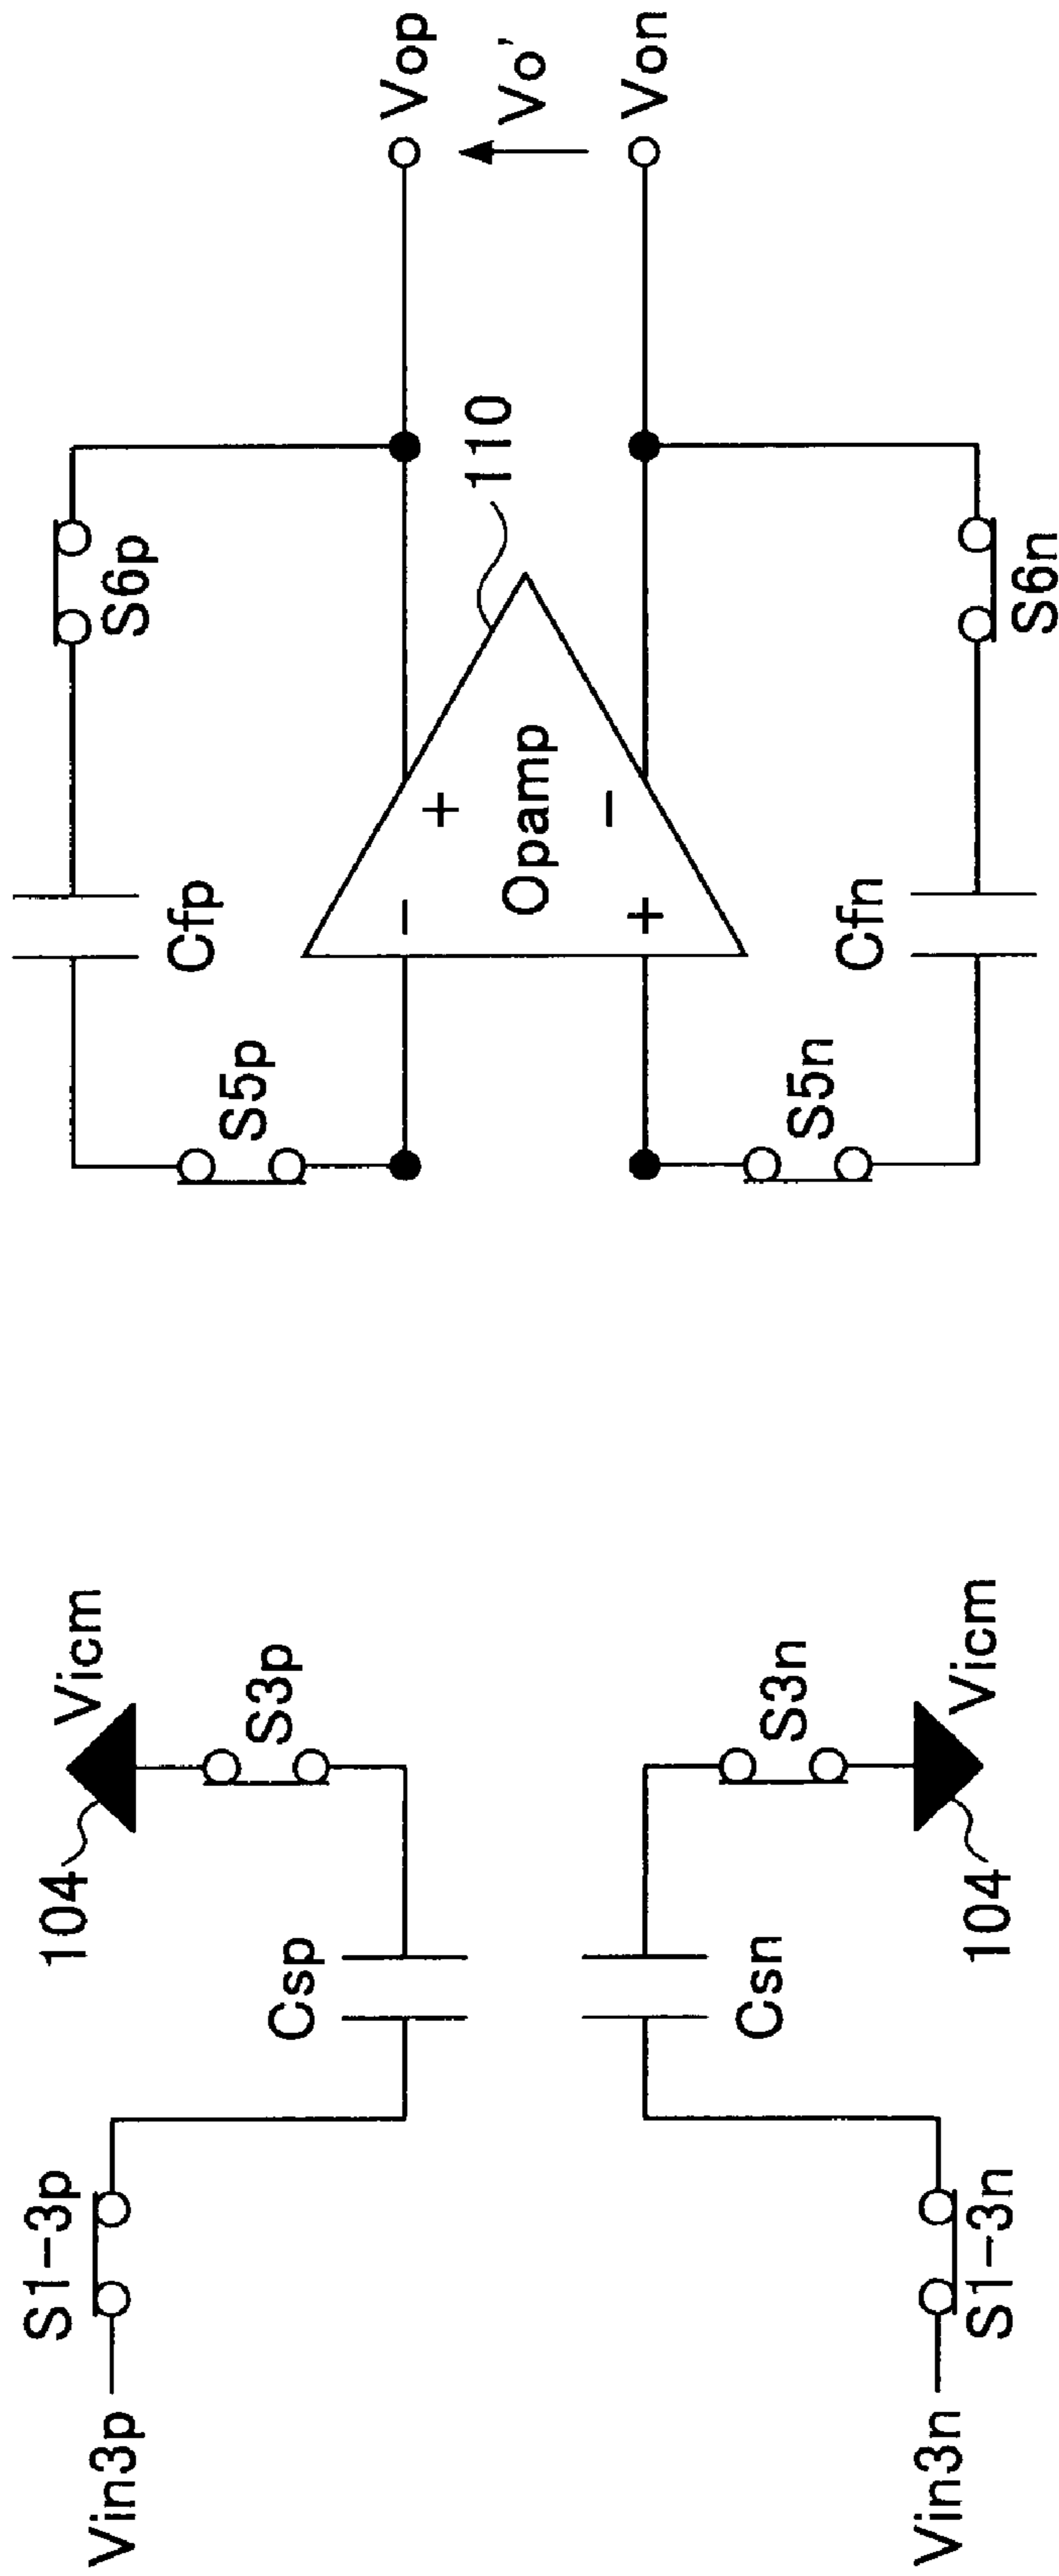 Vin3p
S1-3p
Csp
104
Vicm
S3p
S5p
Cfp
S6p
110
Opamp
-
+
+
-
Vop
Vo'
Von
Vin3n
S1-3n
Csn
104
Vicm
S3n
S5n
Cfn
S6n